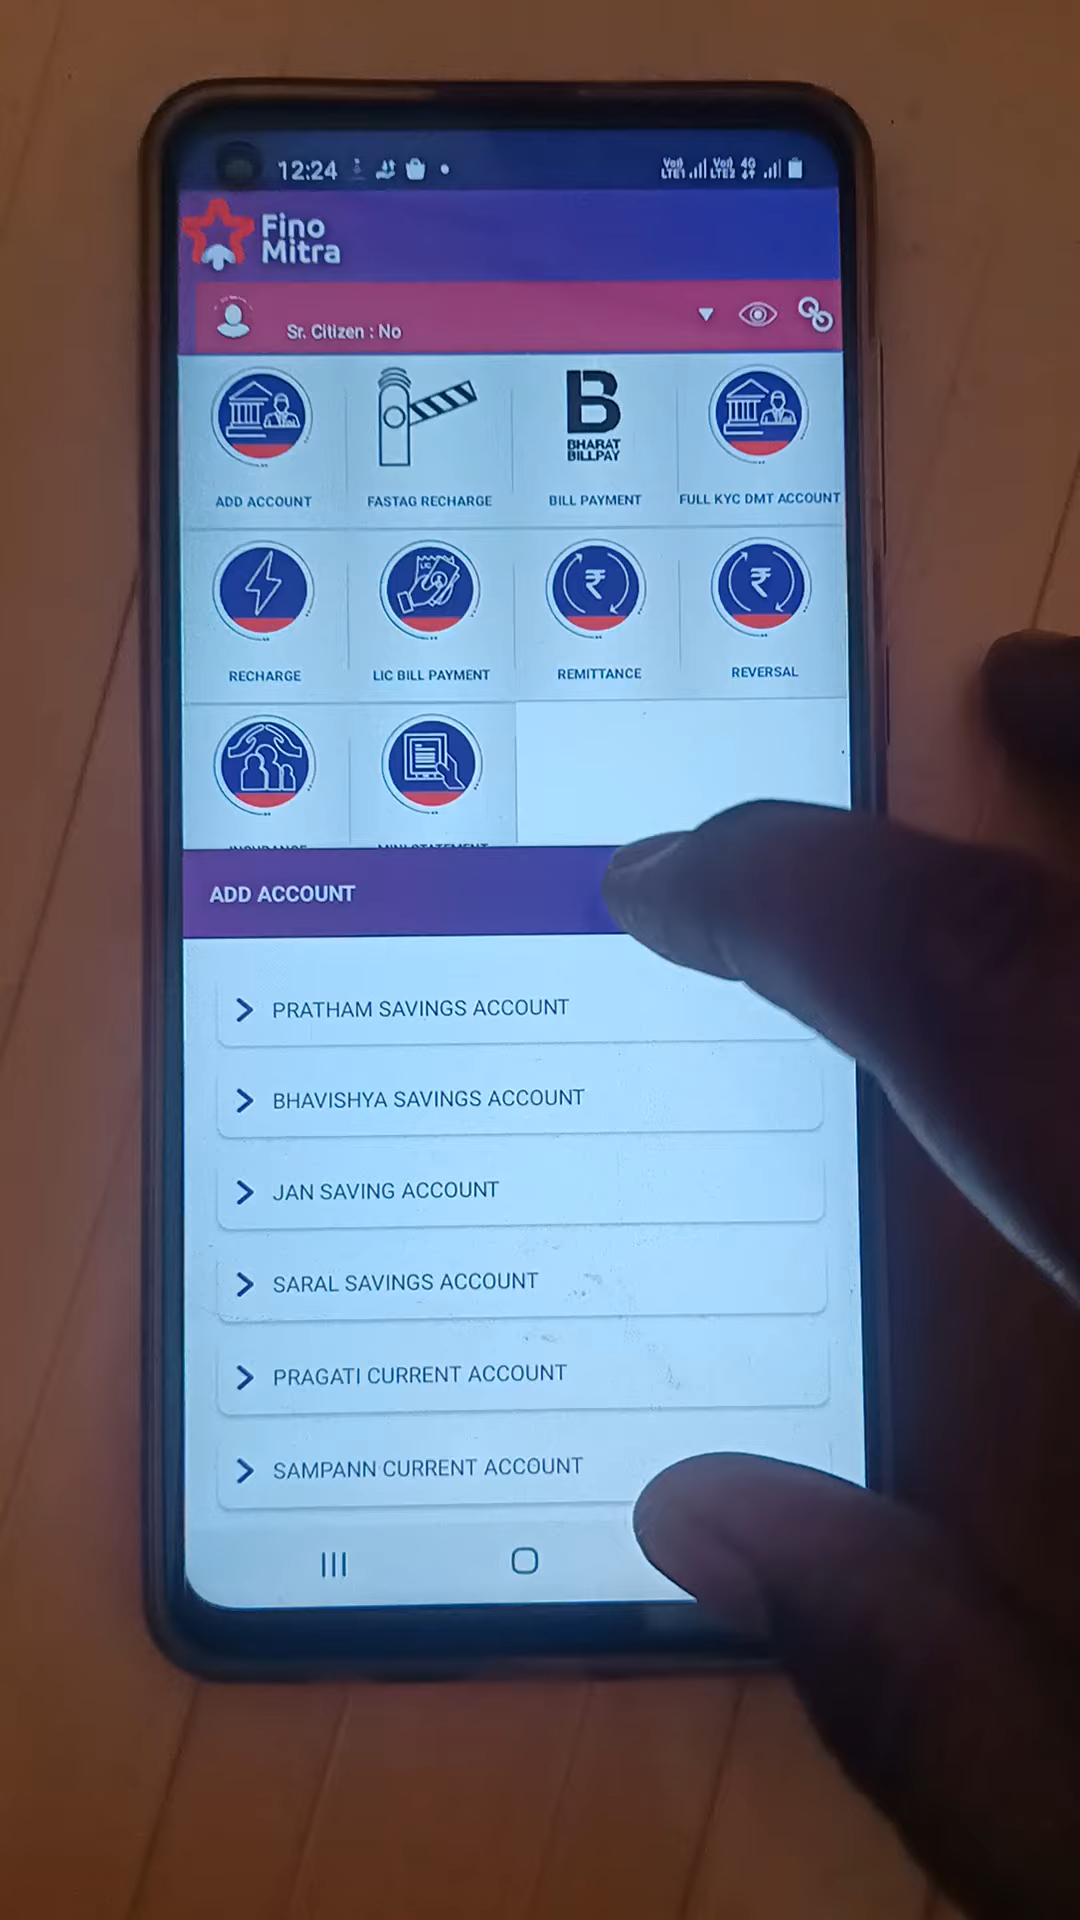 12:24
Fino
Mitra
Sr. Citizen : No
ADD ACCOUNT
FASTAG RECHARGE
BHARAT
BILLPAY
BILL PAYMENT
FULL KYC DMT ACCOUNT
RECHARGE
LIC BILL PAYMENT
REMITTANCE
REVERSAL
INSURANCE
MINI STATEMENT
ADD ACCOUNT
PRATHAM SAVINGS ACCOUNT
BHAVISHYA SAVINGS ACCOUNT
JAN SAVING ACCOUNT
SARAL SAVINGS ACCOUNT
PRAGATI CURRENT ACCOUNT
SAMPANN CURRENT ACCOUNT